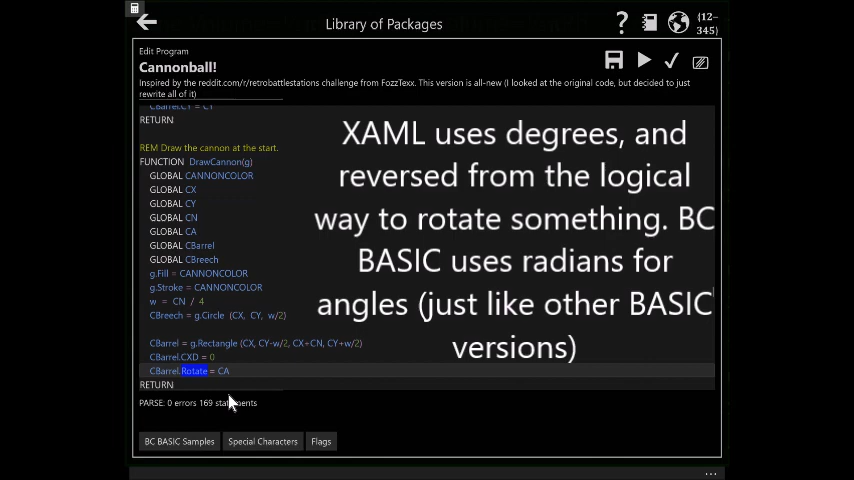 Library of Packages
?
(12-
345)
Edit Program
Cannonball!
Inspired by the reddit.com/r/retrobattlestations challenge from FozzTexx. This version is all-new (I looked at the original code, but decided to just
rewrite all of it)
CBarrel.CY = CY
RETURN
REM Draw the cannon at the start.
FUNCTION DrawCannon(g)
GLOBAL CANNONCOLOR
GLOBAL CX
GLOBAL CY
GLOBAL CN
GLOBAL CA
GLOBAL CBarrel
GLOBAL CBreech
g.Fill = CANNONCOLOR
g.Stroke = CANNONCOLOR
w = CN / 4
CBreech = g.Circle (CX, CY, w/2)
CBarrel = g.Rectangle (CX, CY-w/2, CX+CN, CY+w/2)
CBarrel.CXD = 0
CBarrel.Rotate = CA
RETURN
XAML uses degrees, and
reversed from the logical
way to rotate something. BC
BASIC uses radians for
angles (just like other BASIC
versions)
PARSE: 0 errors 169 statements
BC BASIC Samples
Special Characters
Flags
...